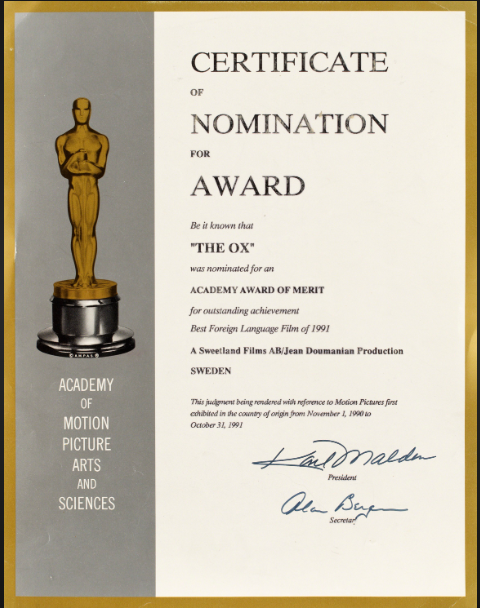 CERTIFICATE
OF
NOMINATION
FOR
AWARD
Be it known that
"THE OX"
was nominated for an
ACADEMY AWARD OF MERIT
for outstanding achievement
Best Foreign Language Film of 1991
A Sweetland Films AB/Jean Doumanian Production
SWEDEN
This judgment being rendered with reference to Motion Pictures first
exhibited in the country of origin from November 1, 1990 to
October 31, 1991
Karl Malden
President
Secretary
©AMPAS®
ACADEMY
OF
MOTION
PICTURE
ARTS
AND
SCIENCES